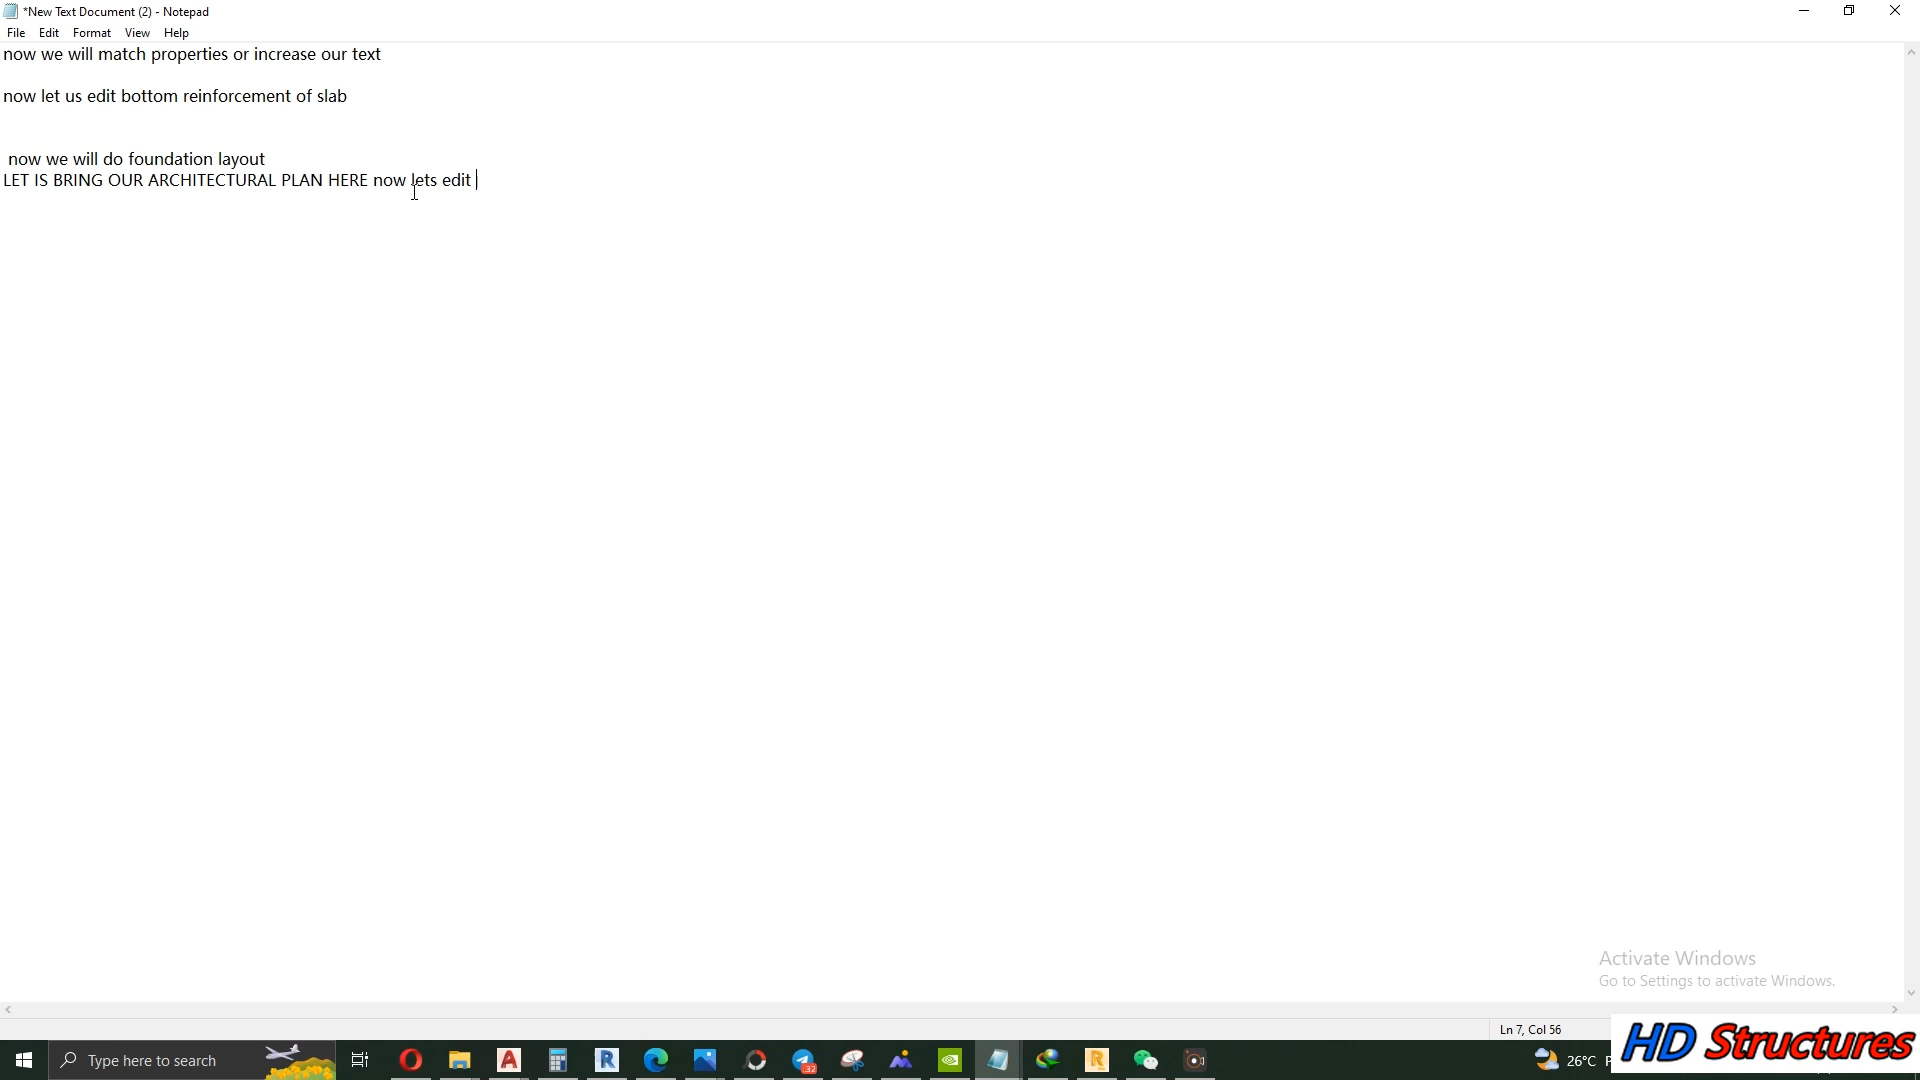 *New Text Document (2) - Notepad
File Edit Format View Help
now we will match properties or increase our text
now let us edit bottom reinforcement of slab
now we will do foundation layout
LET IS BRING OUR ARCHITECTURAL PLAN HERE now lets edit
Activate Windows
Go to Settings to activate Windows.
Ln 7, Col 56
HD Structures
Type here to search
32
26°C